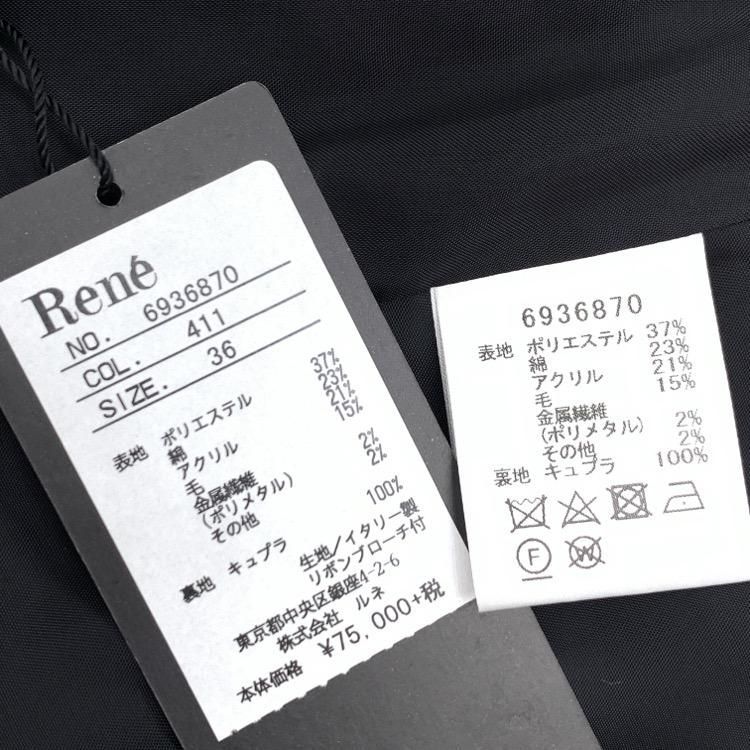 René
NO. 6936870
COL. 411
SIZE. 36
表地 ポリエステル 37%
綿 23%
アクリル 21%
毛 15%
金属繊維
(ポリメタル) 2%
その他 2%
裏地 キュプラ 100%
生地/イタリー製
リボンブローチ付
東京都中央区銀座4-2-6
株式会社 ルネ
本体価格 ¥75,000+税
6936870
表地 ポリエステル 37%
綿 23%
アクリル 21%
毛 15%
金属繊維
(ポリメタル) 2%
その他 2%
裏地 キュプラ 100%
F
W